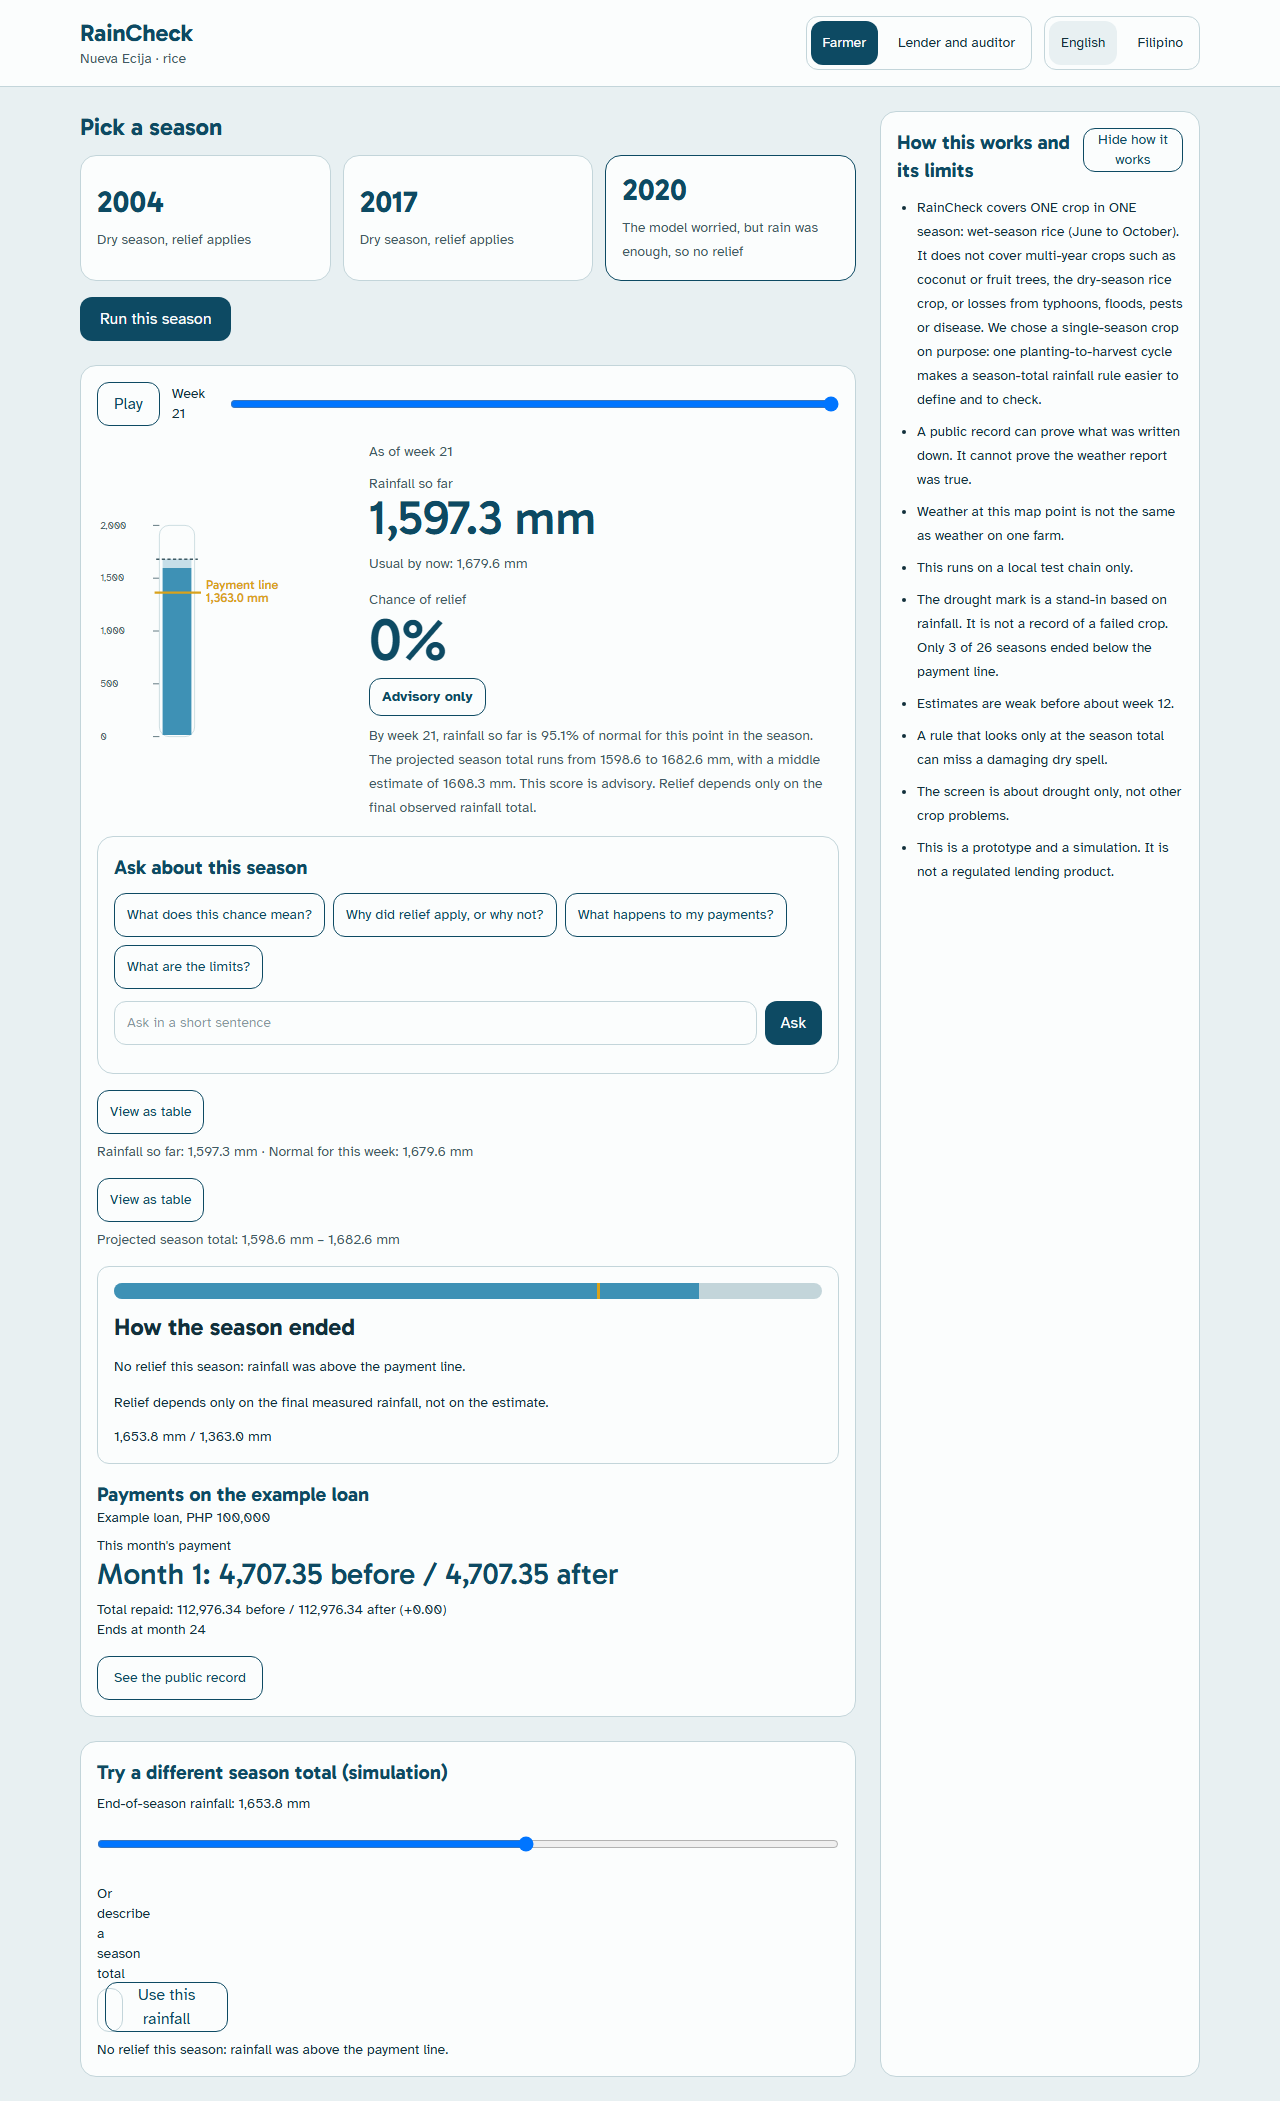 RainCheck
Nueva Ecija · rice
Farmer
Lender and auditor
English
Filipino
Pick a season
2004
Dry season, relief applies
2017
Dry season, relief applies
2020
The model worried, but rain was
enough, so no relief
Run this season
Play
Week
21
2,000
1,500
1,000
500
0
Payment line
1,363.0 mm
As of week 21
Rainfall so far
1,597.3 mm
Usual by now: 1,679.6 mm
Chance of relief
0%
Advisory only
By week 21, rainfall so far is 95.1% of normal for this point in the season.
The projected season total runs from 1598.6 to 1682.6 mm, with a middle
estimate of 1608.3 mm. This score is advisory. Relief depends only on the
final observed rainfall total.
Ask about this season
What does this chance mean?
Why did relief apply, or why not?
What happens to my payments?
What are the limits?
Ask in a short sentence
Ask
View as table
Rainfall so far: 1,597.3 mm · Normal for this week: 1,679.6 mm
View as table
Projected season total: 1,598.6 mm – 1,682.6 mm
How the season ended
No relief this season: rainfall was above the payment line.
Relief depends only on the final measured rainfall, not on the estimate.
1,653.8 mm / 1,363.0 mm
Payments on the example loan
Example loan, PHP 100,000
This month's payment
Month 1: 4,707.35 before / 4,707.35 after
Total repaid: 112,976.34 before / 112,976.34 after (+0.00)
Ends at month 24
See the public record
Try a different season total (simulation)
End-of-season rainfall: 1,653.8 mm
Or
describe
a
season
total
Use this
rainfall
No relief this season: rainfall was above the payment line.
How this works and
its limits
Hide how it
works
▪ RainCheck covers ONE crop in ONE
season: wet-season rice (June to October).
It does not cover multi-year crops such as
coconut or fruit trees, the dry-season rice
crop, or losses from typhoons, floods, pests
or disease. We chose a single-season crop
on purpose: one planting-to-harvest cycle
makes a season-total rainfall rule easier to
define and to check.
▪ A public record can prove what was written
down. It cannot prove the weather report
was true.
▪ Weather at this map point is not the same
as weather on one farm.
▪ This runs on a local test chain only.
▪ The drought mark is a stand-in based on
rainfall. It is not a record of a failed crop.
Only 3 of 26 seasons ended below the
payment line.
▪ Estimates are weak before about week 12.
▪ A rule that looks only at the season total
can miss a damaging dry spell.
▪ The screen is about drought only, not other
crop problems.
▪ This is a prototype and a simulation. It is
not a regulated lending product.